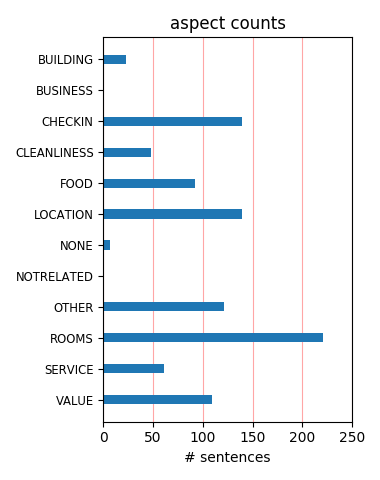 aspect counts
BUILDING
BUSINESS
CHECKIN
CLEANLINESS
FOOD
LOCATION
NONE
NOTRELATED
OTHER
ROOMS
SERVICE
VALUE
0 50 100 150 200 250
# sentences